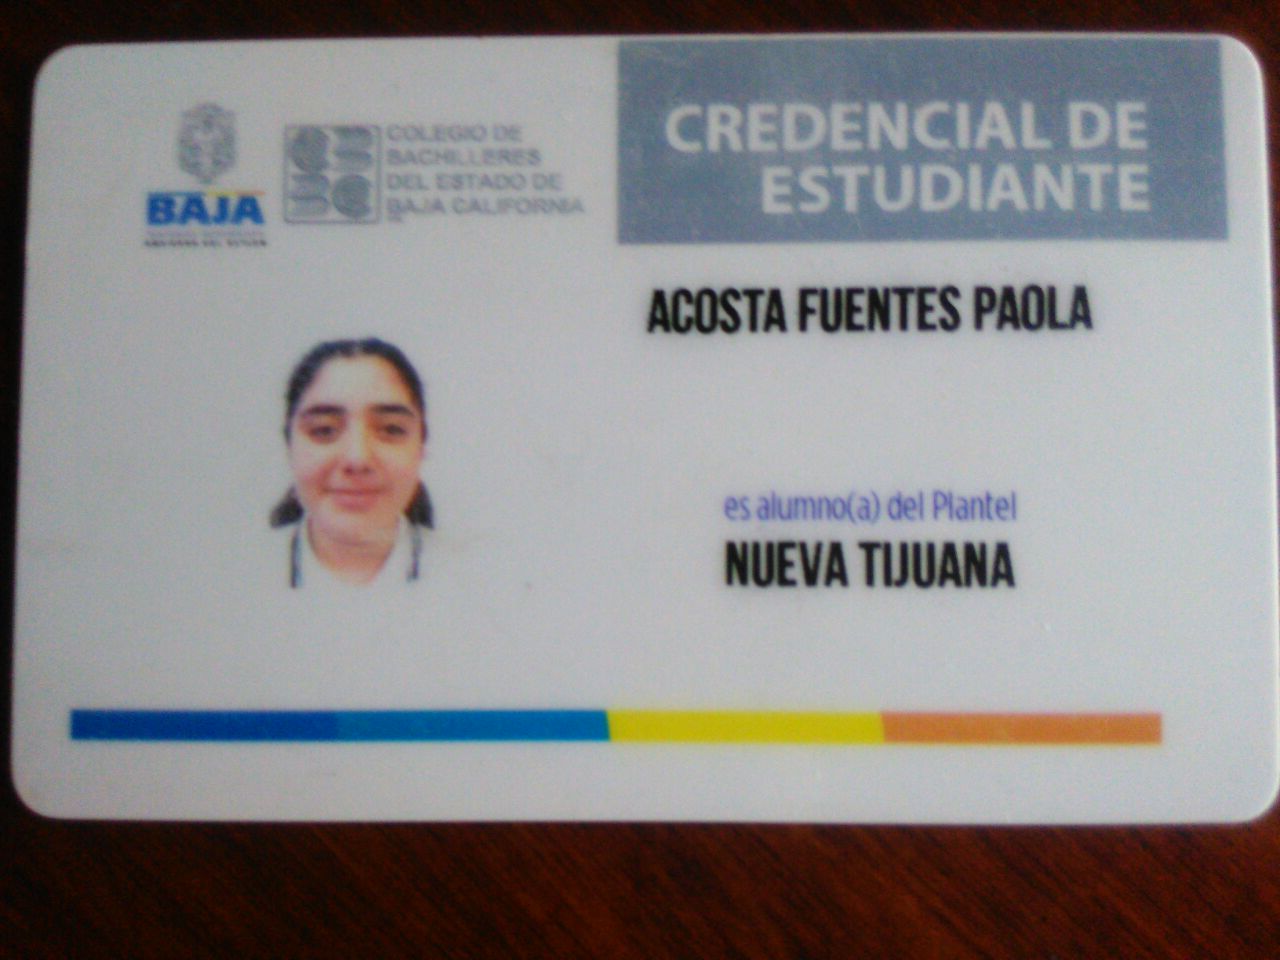 BAJA
COLEGIO DE
BACHILLERES
DEL ESTADO DE
BAJA CALIFORNIA
CREDENCIAL DE
ESTUDIANTE
ACOSTA FUENTES PAOLA
es alumno(a) del Plantel
NUEVA TIJUANA